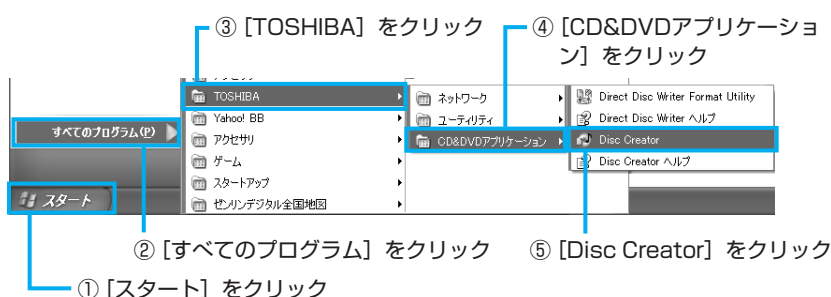 ③ [TOSHIBA] をクリック
④ [CD&DVDアプリケーショ
ン] をクリック
TOSHIBA
ネットワーク
Direct Disc Writer Format Utility
すべてのプログラム(P)
Yahoo! BB
ユーティリティ
Direct Disc Writer ヘルプ
アクセサリ
CD&DVDアプリケーション
Disc Creator
ゲーム
Disc Creator ヘルプ
スタートアップ
スタート
ゼンリンデジタル全国地図
② [すべてのプログラム] をクリック
⑤ [Disc Creator] をクリック
① [スタート] をクリック